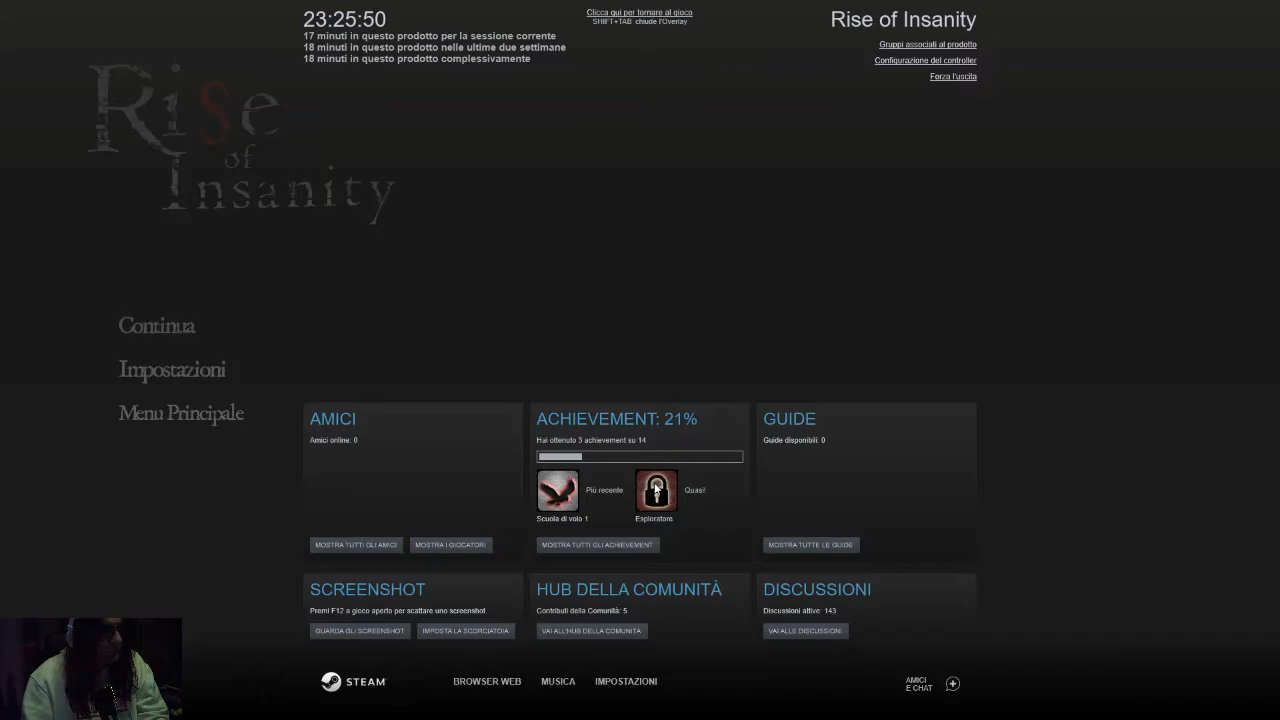 23:25:50
17 minuti in questo prodotto per la sessione corrente
18 minuti in questo prodotto nelle ultime due settimane
18 minuti in questo prodotto complessivamente
Clicca qui per tornare al gioco
SHIFT+TAB chiude l'Overlay
Rise of Insanity
Gruppi associati al prodotto
Configurazione del controller
Forza l'uscita
Rise
of
Insanity
Continua
Impostazioni
Menu Principale
AMICI
Amici online: 0
MOSTRA TUTTI GLI AMICI
MOSTRA I GIOCATORI
ACHIEVEMENT: 21%
Hai ottenuto 3 achievement su 14
Più recente
Quasi!
Scuola di volo 1
Esploratore
MOSTRA TUTTI GLI ACHIEVEMENT
GUIDE
Guide disponibili: 0
MOSTRA TUTTE LE GUIDE
SCREENSHOT
Premi F12 a gioco aperto per scattare uno screenshot.
GUARDA GLI SCREENSHOT
IMPOSTA LA SCORCIATOIA
HUB DELLA COMUNITÀ
Contributi della Comunità: 5
VAI ALL'HUB DELLA COMUNITÀ
DISCUSSIONI
Discussioni attive: 143
VAI ALLE DISCUSSIONI
STEAM
BROWSER WEB
MUSICA
IMPOSTAZIONI
AMICI
E CHAT